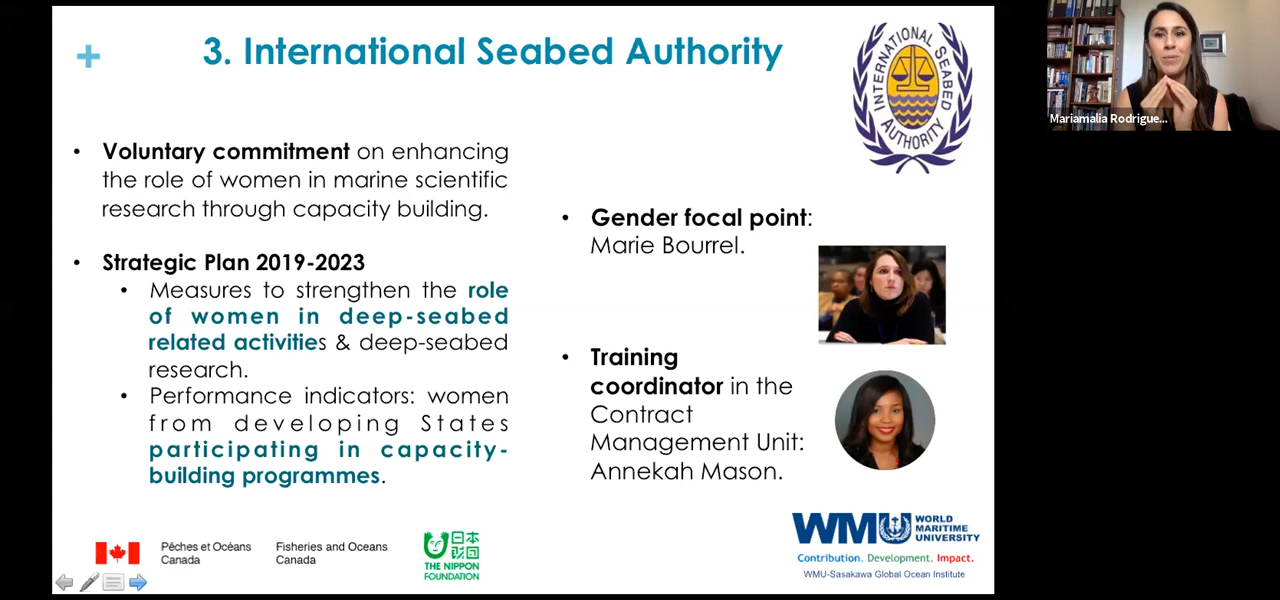 3. International Seabed Authority
INTERNATIONAL SEABED
AUTHORITY
Mariamalia Rodrigue...
• Voluntary commitment on enhancing
the role of women in marine scientific
research through capacity building.
• Strategic Plan 2019-2023
• Measures to strengthen the role
of women in deep-seabed
related activities & deep-seabed
research.
• Performance indicators: women
from developing States
participating in capacity-
building programmes.
• Gender focal point:
Marie Bourrel.
• Training
coordinator in the
Contract
Management Unit:
Annekah Mason.
Pêches et Océans
Canada
Fisheries and Oceans
Canada
日本
財団
THE NIPPON
FOUNDATION
WMU
WORLD
MARITIME
UNIVERSITY
Contribution. Development. Impact.
WMU-Sasakawa Global Ocean Institute